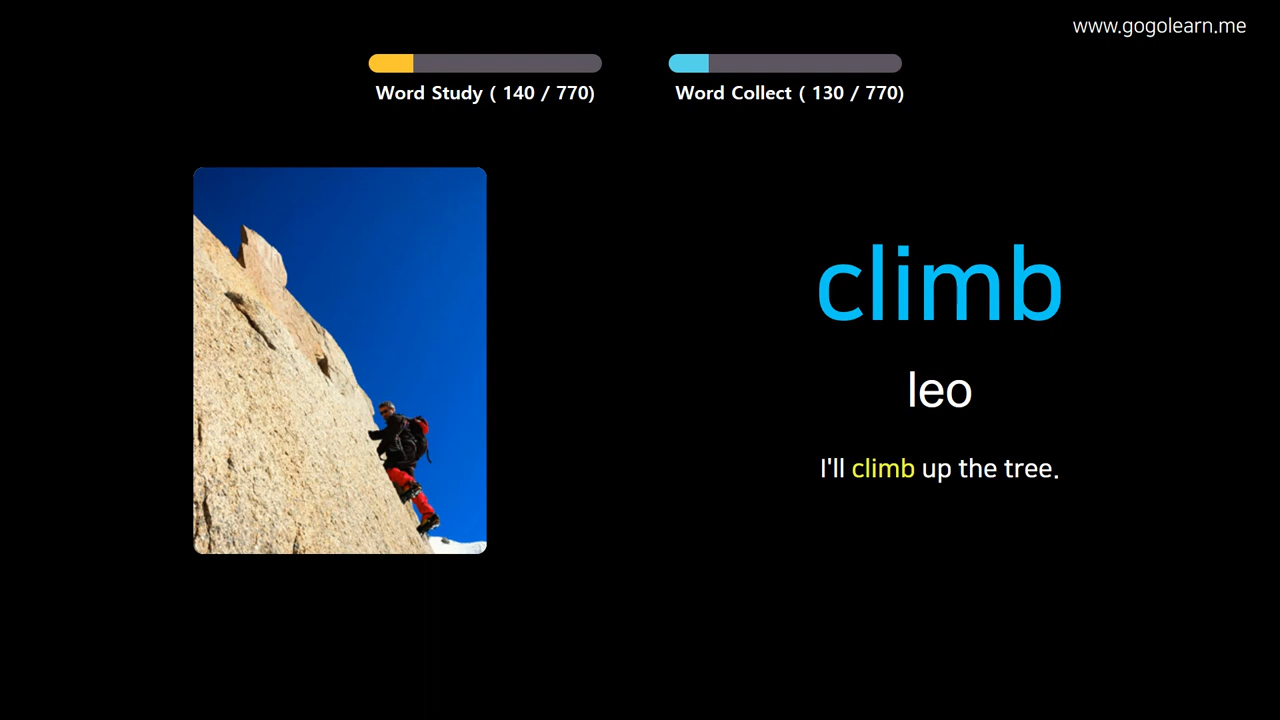 www.gogolearn.me
Word Study ( 140 / 770)
Word Collect ( 130 / 770)
climb
leo
I'll climb up the tree.